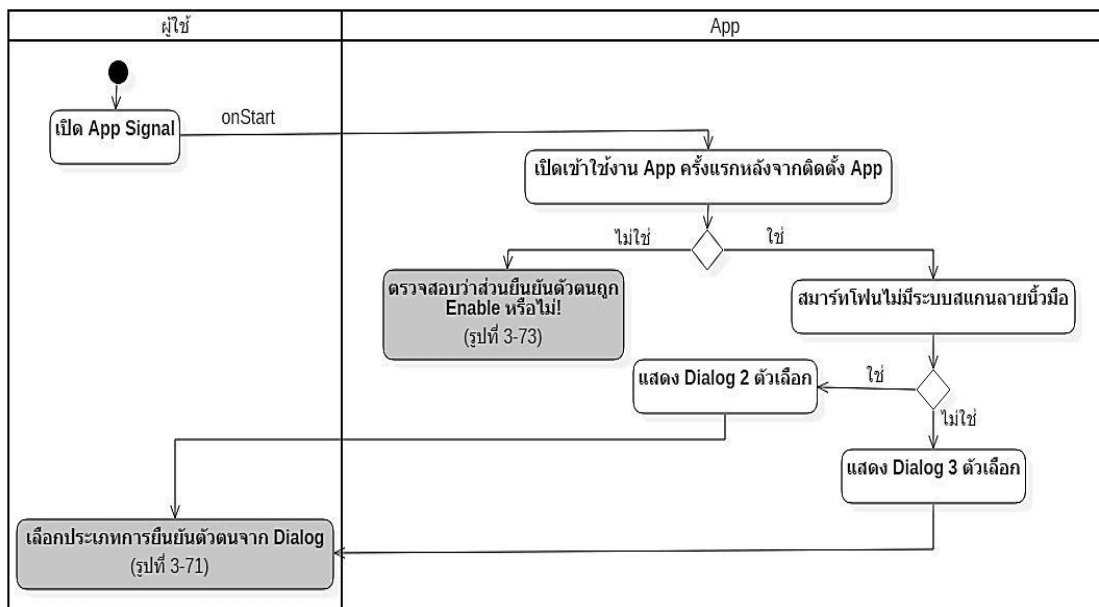 ผู้ใช้
App
เปิด App Signal
onStart
เปิดเข้าใช้งาน App ครั้งแรกหลังจากติดตั้ง App
ไม่ใช่
ใช่
ตรวจสอบว่าส่วนยืนยันตัวตนถูก
Enable หรือไม่!
(รูปที่ 3-73)
สมาร์ทโฟนไม่มีระบบสแกนลายนิ้วมือ
แสดง Dialog 2 ตัวเลือก
ใช่
ไม่ใช่
แสดง Dialog 3 ตัวเลือก
เลือกประเภทการยืนยันตัวตนจาก Dialog
(รูปที่ 3-71)